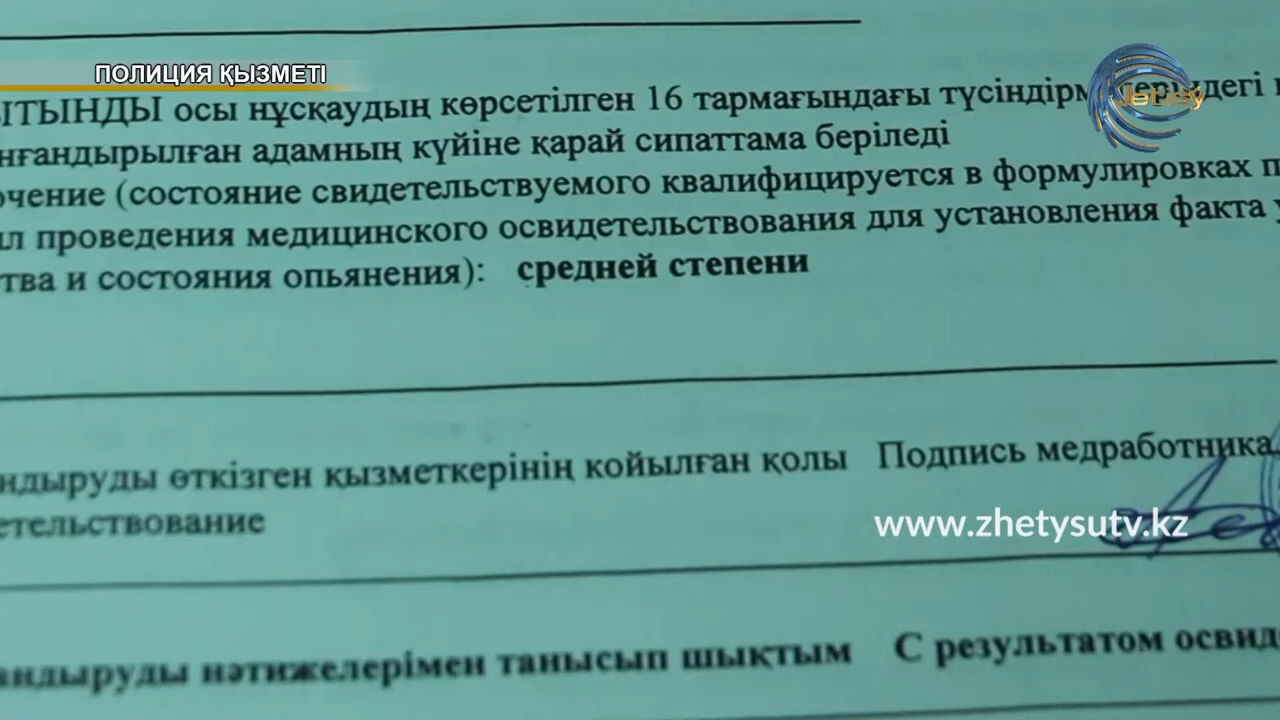 ПОЛИЦИЯ ҚЫЗМЕТІ
Jetisy
ЫТЫНДЫ осы нұсқаудың көрсетілген 16 тармағындағы
нғандырылған адамның күйіне қарай сипаттама беріледі
очение (состояние свидетельствуемого квалифицируется в формулировках п
ил проведения медицинского освидетельствования для установления факта у
тва и состояния опьянения): средней степени
ндыруды өткізген қызметкерінің койылған қолы Подпись медработника,
етельствование
www.zhetysutv.kz
андыруды нәтижелерімен танысып шықтым С результатом освид